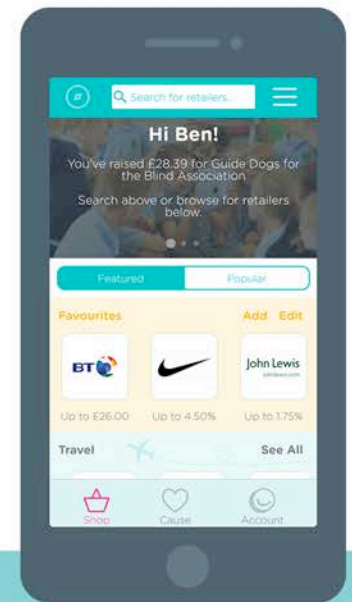 Search for retailers...
Hi Ben!
You've raised £28.39 for Guide Dogs for
the Blind Association
Search above or browse for retailers
below.
Featured Popular
Favourites Add Edit
BT John Lewis
Up to £26.00 Up to 4.50% Up to 1.75%
Travel See All
Shop Cause Account